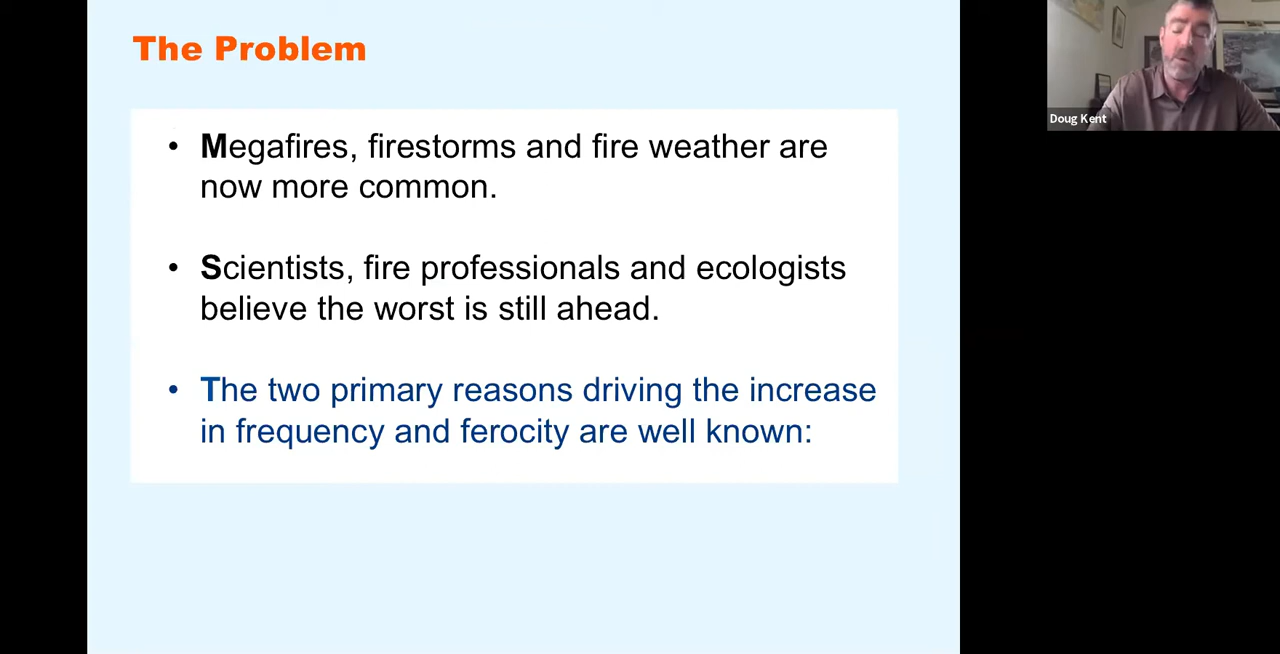 The Problem
• Megafires, firestorms and fire weather are
now more common.
• Scientists, fire professionals and ecologists
believe the worst is still ahead.
• The two primary reasons driving the increase
in frequency and ferocity are well known:
Doug Kent